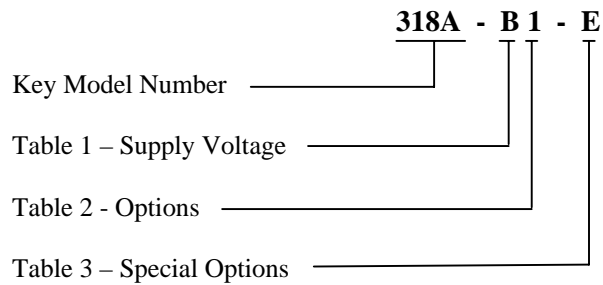 318A - B 1 - E
Key Model Number
Table 1 – Supply Voltage
Table 2 - Options
Table 3 – Special Options